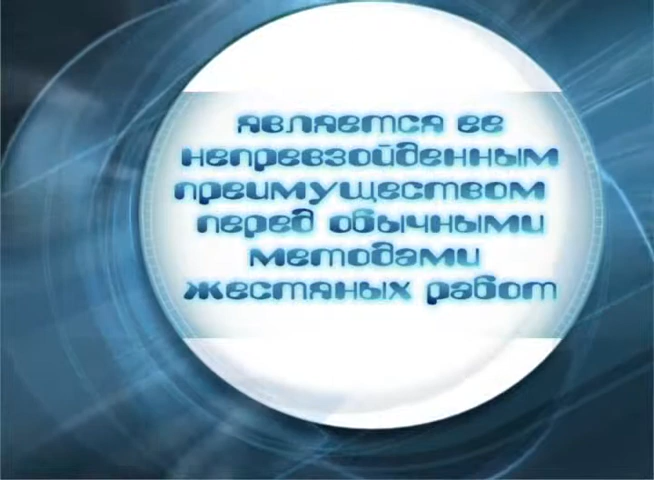 является ее
непревзойденным
преимуществом
перед обычными
методами
жестяных работ